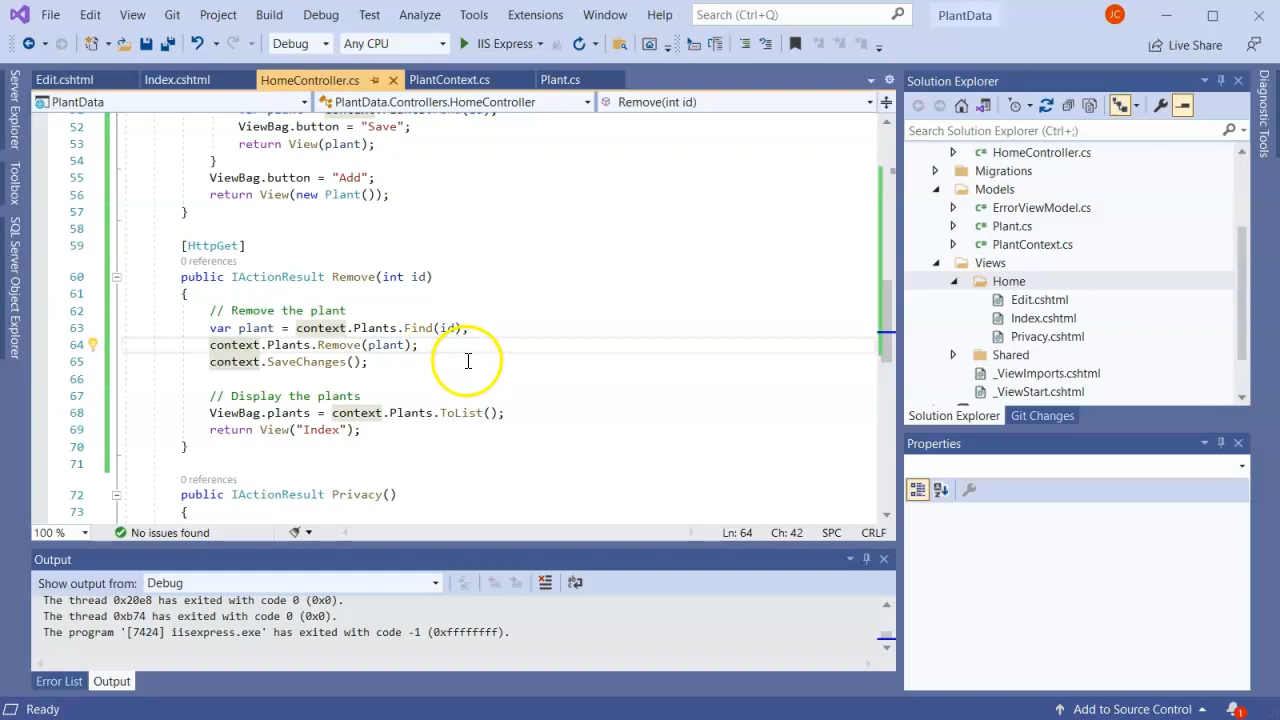 File Edit View Git Project Build Debug Test Analyze Tools Extensions Window Help Search (Ctrl+Q) PlantData JC
Debug Any CPU IIS Express Live Share
Edit.cshtml Index.cshtml HomeController.cs PlantContext.cs Plant.cs
PlantData PlantData.Controllers.HomeController Remove(int id)
Server Explorer
Toolbox
SQL Server Object Explorer
52 ViewBag.button = "Save";
53 return View(plant);
54 }
55 ViewBag.button = "Add";
56 return View(new Plant());
57 }
58
59 [HttpGet]
0 references
60 public IActionResult Remove(int id)
61 {
62 // Remove the plant
63 var plant = context.Plants.Find(id);
64 context.Plants.Remove(plant);
65 context.SaveChanges();
66
67 // Display the plants
68 ViewBag.plants = context.Plants.ToList();
69 return View("Index");
70 }
71
0 references
72 public IActionResult Privacy()
73 {
100 % No issues found Ln: 64 Ch: 42 SPC CRLF
Output
Show output from: Debug
The thread 0x20e8 has exited with code 0 (0x0).
The thread 0xb74 has exited with code 0 (0x0).
The program '[7424] iisexpress.exe' has exited with code -1 (0xffffffff).
Error List Output
Solution Explorer
Search Solution Explorer (Ctrl+;)
C# HomeController.cs
Migrations
Models
C# ErrorViewModel.cs
C# Plant.cs
C# PlantContext.cs
Views
Home
Edit.cshtml
Index.cshtml
Privacy.cshtml
Shared
_ViewImports.cshtml
_ViewStart.cshtml
Solution Explorer Git Changes
Properties
Diagnostic Tools
Ready Add to Source Control 1